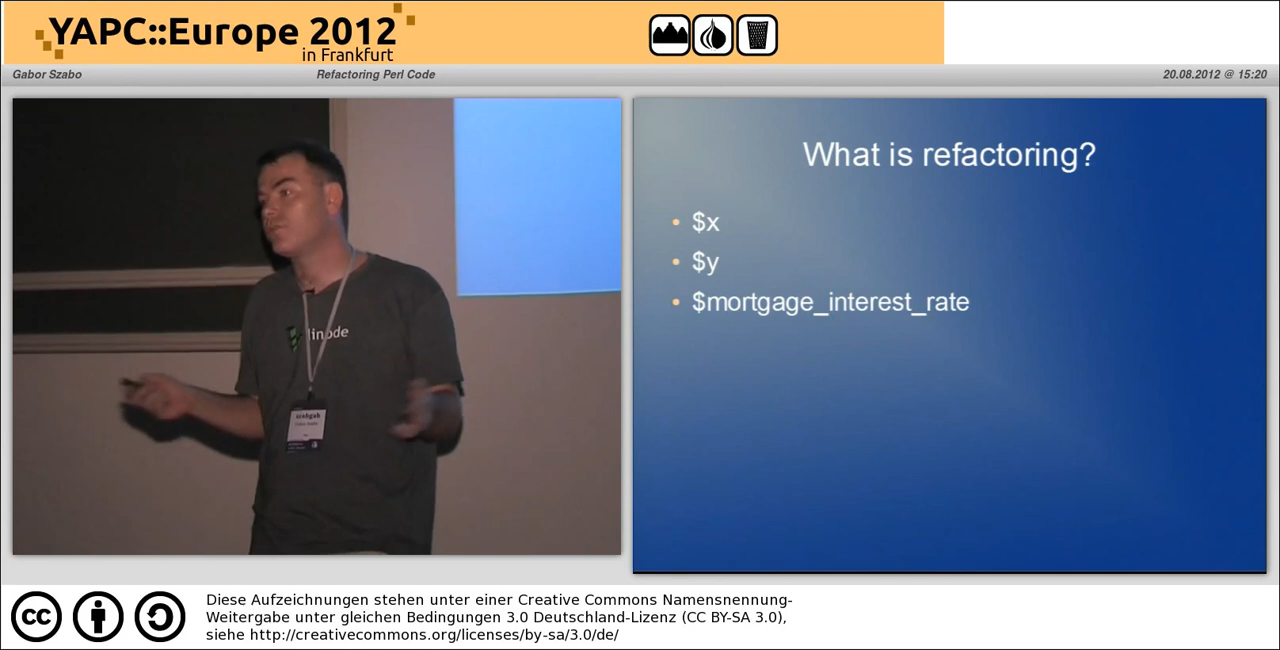 YAPC::Europe 2012
in Frankfurt
Gabor Szabo Refactoring Perl Code 20.08.2012 @ 15:20
linode
szabgab
What is refactoring?
• $x
• $y
• $mortgage_interest_rate
cc
Diese Aufzeichnungen stehen unter einer Creative Commons Namensnennung-
Weitergabe unter gleichen Bedingungen 3.0 Deutschland-Lizenz (CC BY-SA 3.0),
siehe http://creativecommons.org/licenses/by-sa/3.0/de/